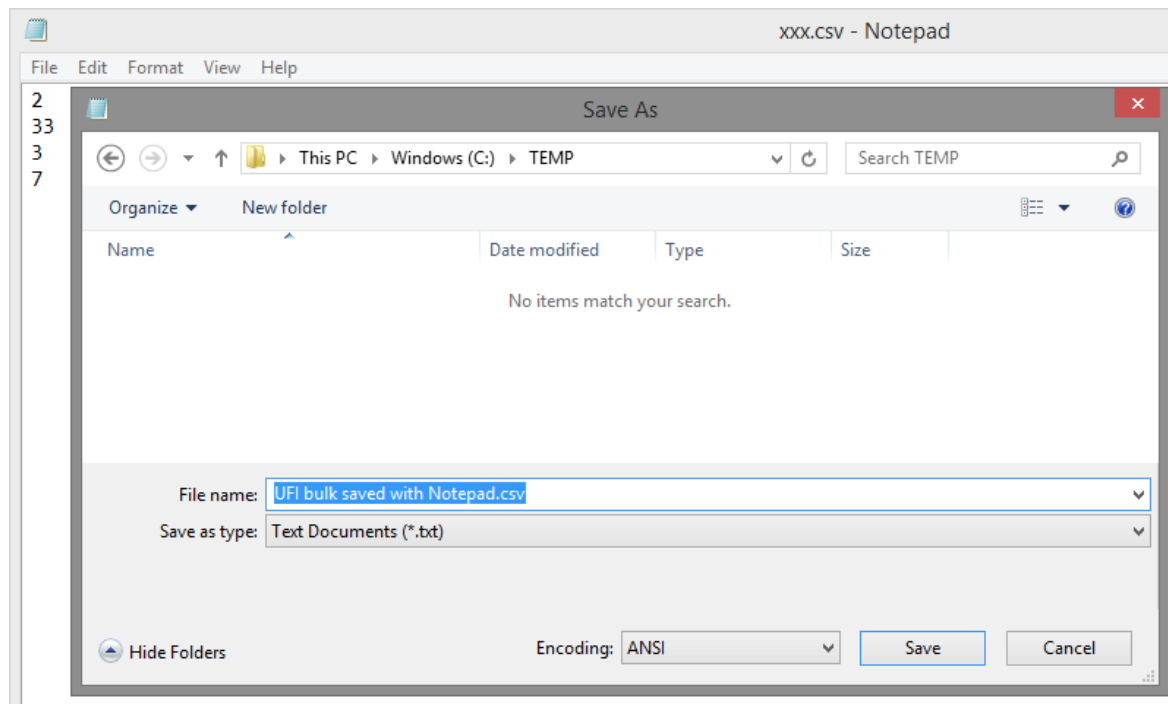 xxx.csv - Notepad
File Edit Format View Help
2
33
3
7
Save As
This PC Windows (C:) TEMP Search TEMP
Organize New folder
Name Date modified Type Size
No items match your search.
File name: UFI bulk saved with Notepad.csv
Save as type: Text Documents (*.txt)
Hide Folders Encoding: ANSI Save Cancel